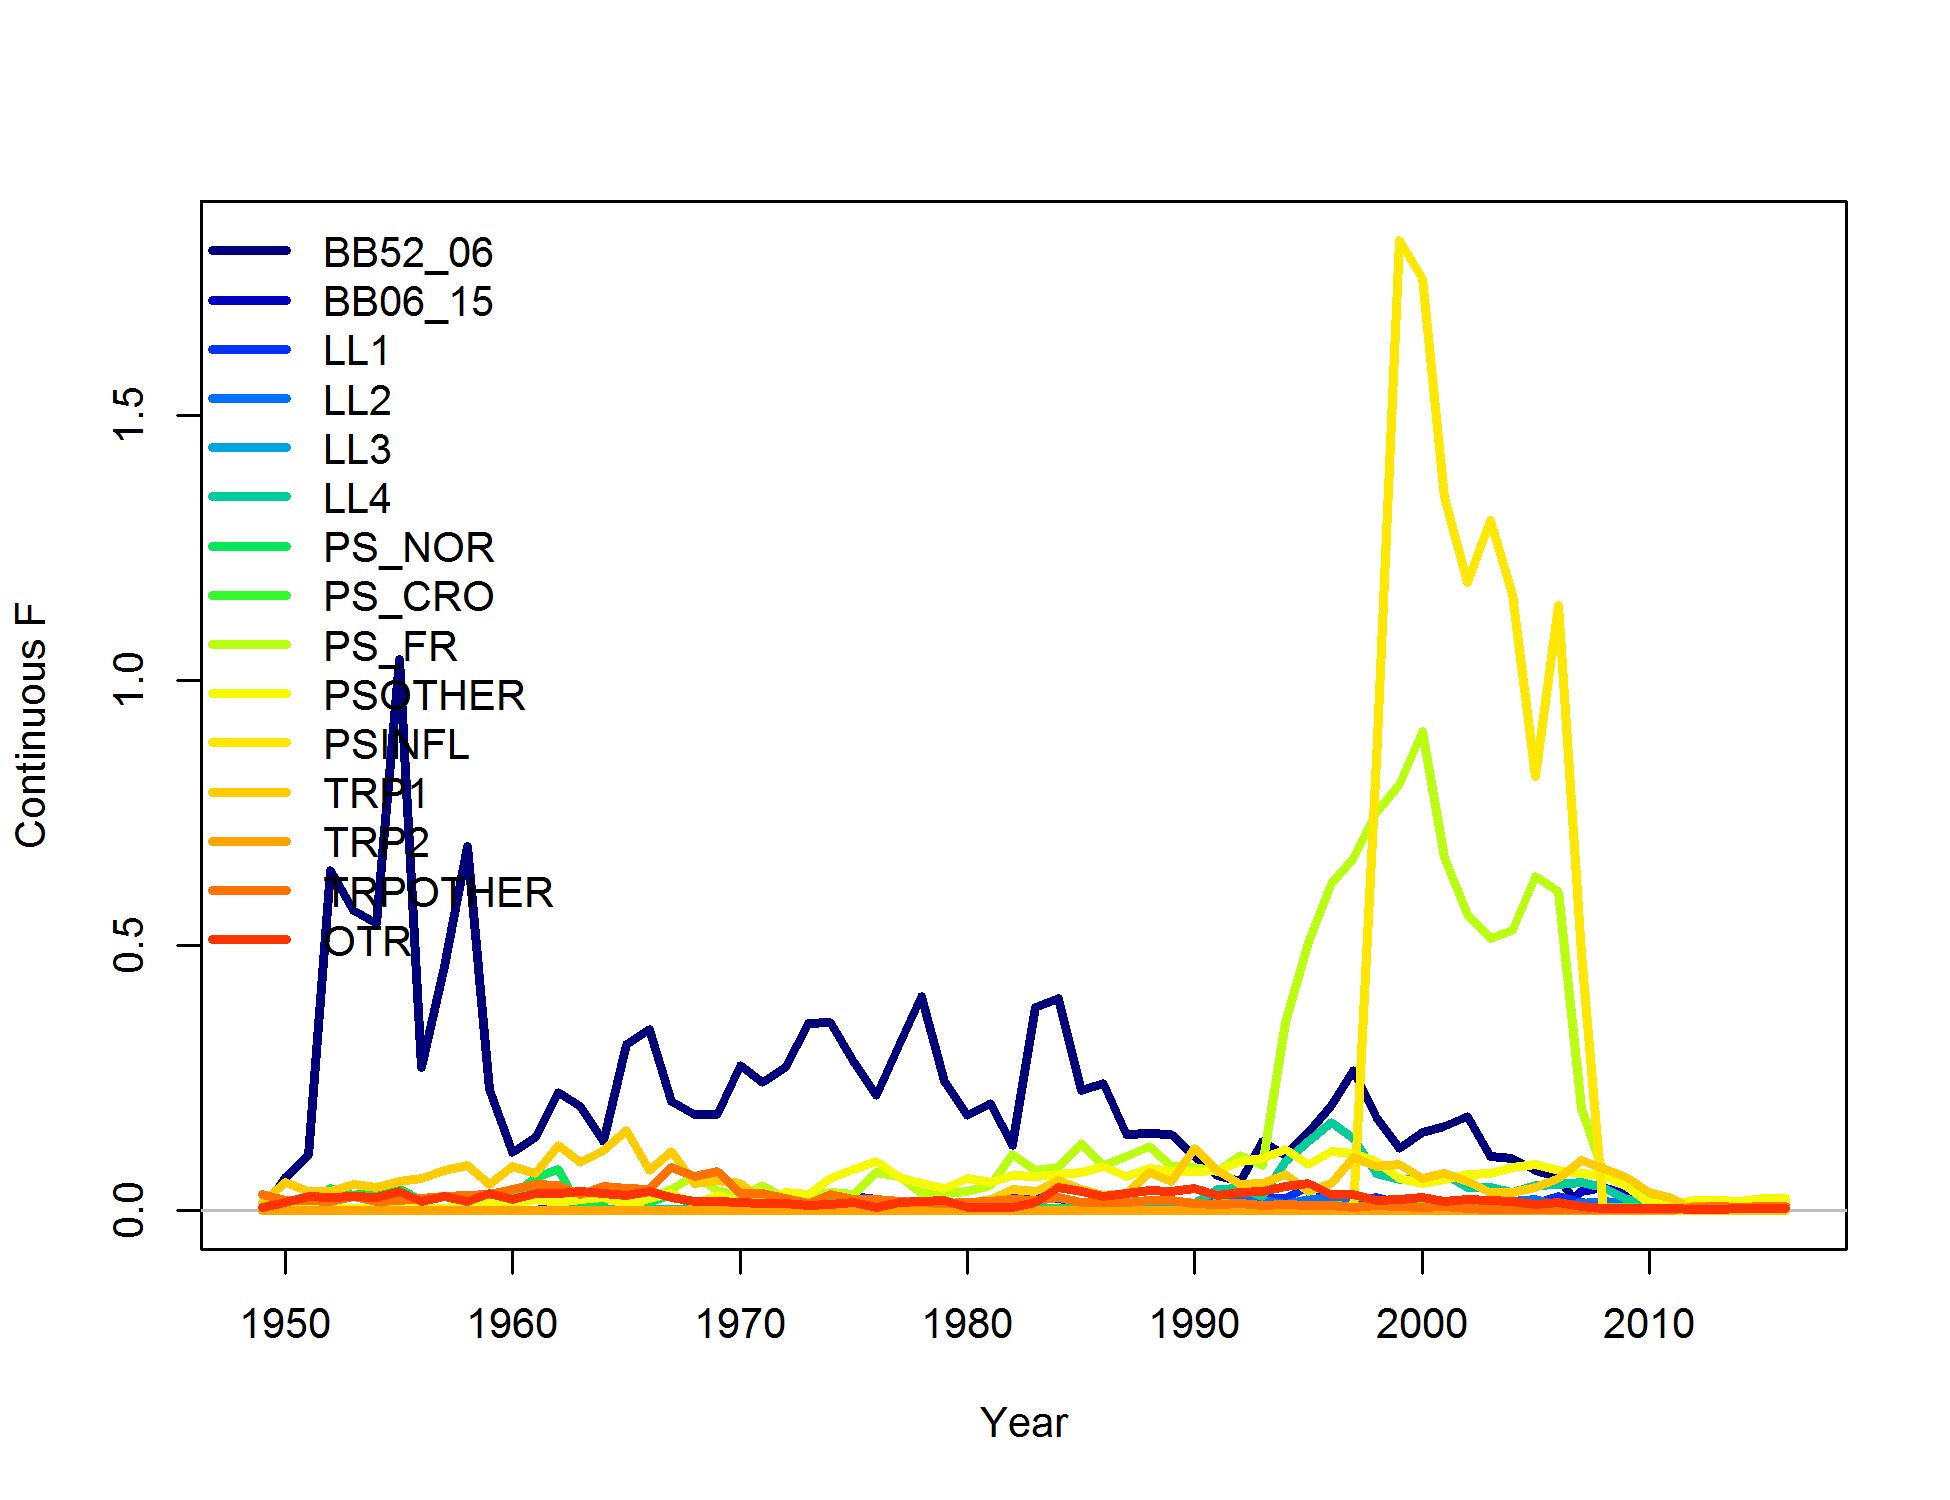 BB52_06
BB06_15
LL1
LL2
LL3
LL4
PS_NOR
PS_CRO
PS_FR
PSOTHER
PSINFL
TRP1
TRP2
TRPOTHER
OTR
Continuous F
1.5
1.0
0.5
0.0
1950 1960 1970 1980 1990 2000 2010
Year